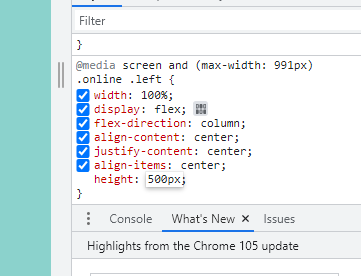 Filter
}
@media screen and (max-width: 991px)
.online .left {
width: 100%;
display: flex;
flex-direction: column;
align-content: center;
justify-content: center;
align-items: center;
height: 500px;
}
Console What's New × Issues
Highlights from the Chrome 105 update